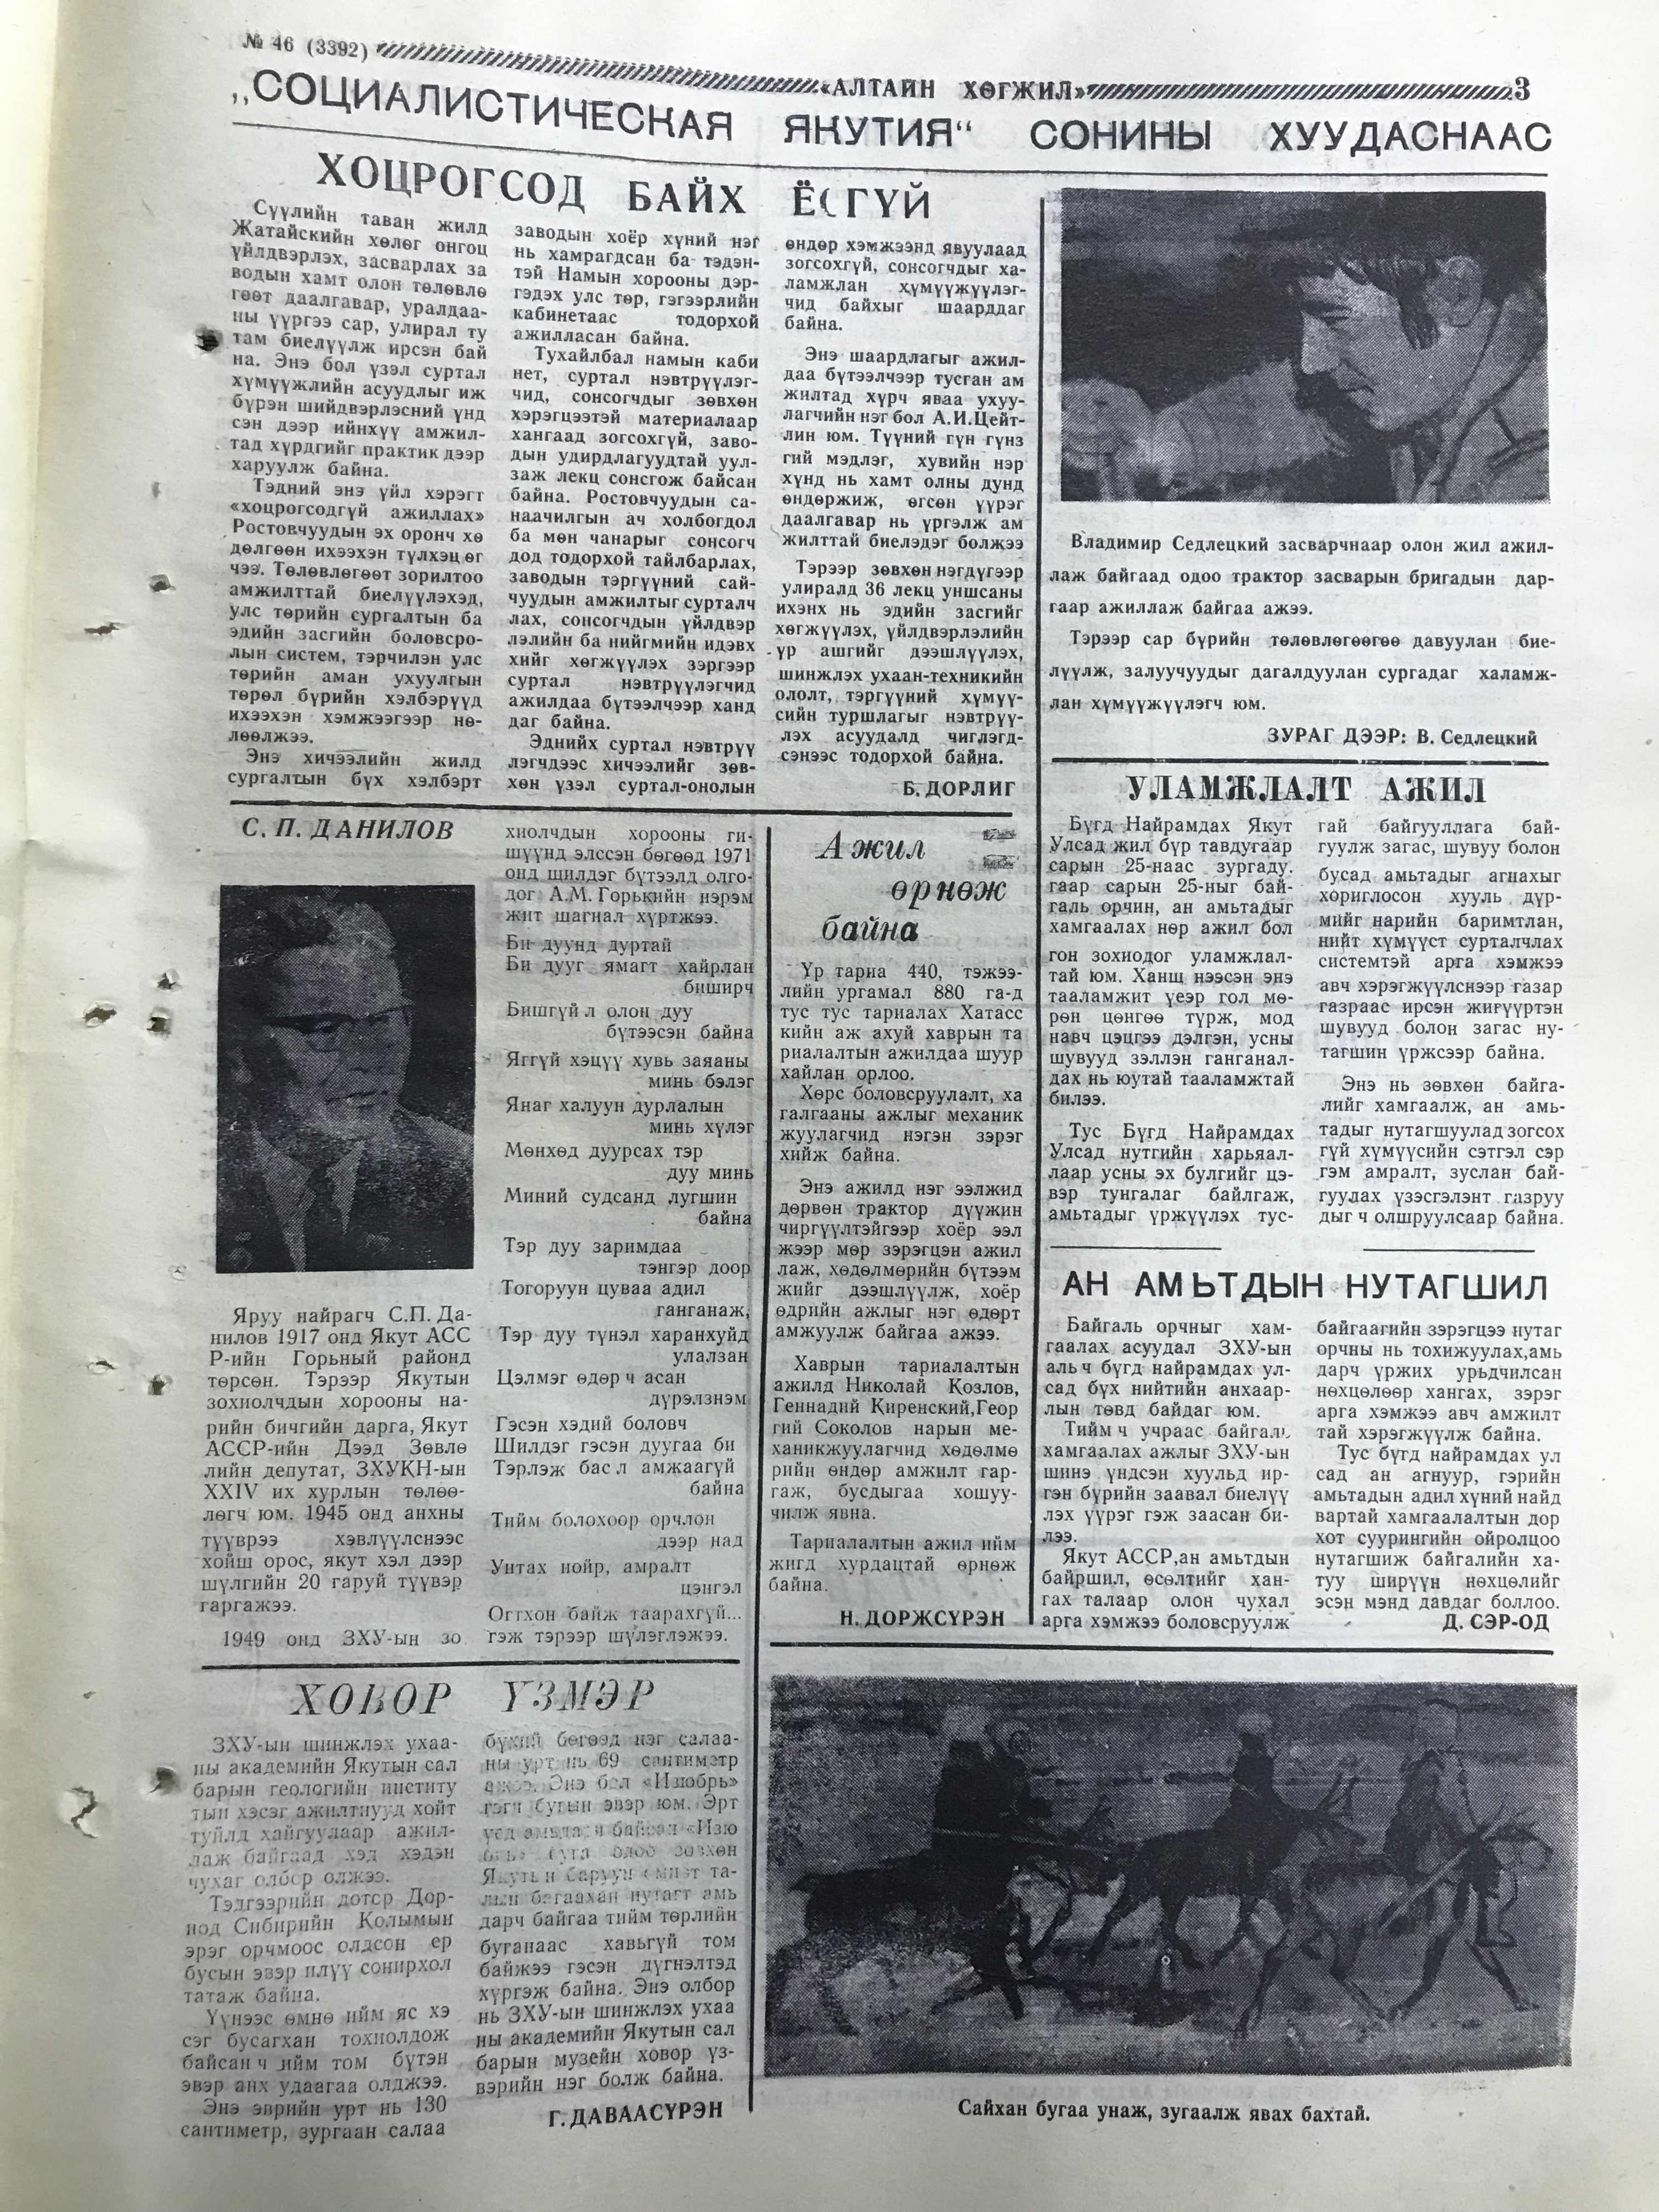 № 46 (3392)
«АЛТАЙН ХӨГЖИЛ»
3
„СОЦИАЛИСТИЧЕСКАЯ ЯКУТИЯ“ СОНИНЫ ХУУДАСНААС
ХОЦРОГСОД БАЙХ ЁСГҮЙ
Сүүлийн таван жилд
Жатайскийн хөлөг онгоц
үйлдвэрлэх, засварлах за
водын хамт олон төлөвлө
гөөт даалгавар, уралдаа-
ны үүргээ сар, улирал ту
там биелүүлж ирсэн бай
на. Энэ бол үзэл суртал
хүмүүжлийн асуудлыг иж
бүрэн шийдвэрлэсний үнд
сэн дээр ийнхүү амжил-
тад хүрдгийг практик дээр
харуулж байна.
Тэдний энэ үйл хэрэгт
«хоцрогсодгүй ажиллах»
Ростовчуудын эх оронч хө
дөлгөөн ихээхэн түлхэц өг
чээ. Төлөвлөгөөт зорилтоо
амжилттай биелүүлэхэд,
улс төрийн сургалтын ба
эдийн засгийн боловсро-
лын систем, тэрчилэн улс
төрийн аман ухуулгын
төрөл бүрийн хэлбэрүүд
ихээхэн хэмжээгээр нө-
лөөлжээ.
Энэ хичээлийн жилд
сургалтын бүх хэлбэрт
заводын хоёр хүний нэг
нь хамрагдсан ба тэдэн-
тэй Намын хорооны дэр-
гэдэх улс төр, гэгээрлийн
кабинетаас тодорхой
ажилласан байна.
Тухайлбал намын каби
нет, суртал нэвтрүүлэг-
чид, сонсогчдыг зөвхөн
хэрэгцээтэй материалаар
хангаад зогсохгүй, заво-
дын удирдлагуудтай уул-
заж лекц сонсгож байсан
байна. Ростовчуудын са-
наачилгын ач холбогдол
ба мөн чанарыг сонсогч
дод тодорхой тайлбарлах,
заводын тэргүүний сай-
чуудын амжилтыг сурталч
лах, сонсогчдын үйлдвэр
лэлийн ба нийгмийн идэвх
хийг хөгжүүлэх зэргээр
суртал нэвтрүүлэгчид
ажилдаа бүтээлчээр ханд
даг байна.
Эднийх суртал нэвтрүү
лэгчдээс хичээлийг зөв-
хөн үзэл суртал-онолын
өндөр хэмжээнд явуулаад
зогсохгүй, сонсогчдыг ха-
ламжлан хүмүүжүүлэг-
чид байхыг шаарддаг
байна.
Энэ шаардлагыг ажил-
даа бүтээлчээр тусган ам
жилтад хүрч яваа ухуу-
лагчийн нэг бол А.И.Цейт-
лин юм. Түүний гүн гүнз
гий мэдлэг, хувийн нэр
хүнд нь хамт олны дунд
өндөржиж, өгсөн үүрэг
даалгавар нь үргэлж ам
жилттай биелэдэг болжээ
Тэрээр зөвхөн нэгдүгээр
улиралд 36 лекц уншсаны
ихэнх нь эдийн засгийг
хөгжүүлэх, үйлдвэрлэлийн
үр ашгийг дээшлүүлэх,
шинжлэх ухаан-техникийн
ололт, тэргүүний хүмүү-
сийн туршлагыг нэвтрүү-
лэх асуудалд чиглэгд-
сэнээс тодорхой байна.
Б. ДОРЛИГ
Владимир Седлецкий засварчнаар олон жил ажил-
лаж байгаад одоо трактор засварын бригадын дар-
гаар ажиллаж байгаа ажээ.
Тэрээр сар бүрийн төлөвлөгөөгөө давуулан бие-
лүүлж, залуучуудыг дагалдуулан сургадаг халамж-
лан хүмүүжүүлэгч юм.
ЗУРАГ ДЭЭР: В. Седлецкий
УЛАМЖЛАЛТ АЖИЛ
Бүгд Найрамдах Якут
Улсад жил бүр тавдугаар
сарын 25-наас зургаду.
гаар сарын 25-ныг бай-
галь орчин, ан амьтадыг
хамгаалах нөр ажил бол
гон зохиодог уламжлал-
тай юм. Ханш нээсэн энэ
тааламжит үеэр гол мө-
рөн цөнгөө түрж, мод
навч цэцгээ дэлгэн, усны
шувууд зэллэн ганганал-
дах нь юутай тааламжтай
билээ.
Тус Бүгд Найрамдах
Улсад нутгийн харьяал-
лаар усны эх булгийг цэ-
вэр тунгалаг байлгаж,
амьтадыг үржүүлэх тус-
гай байгууллага бай-
гуулж загас, шувуу болон
бусад амьтадыг агнахыг
хориглосон хууль дүр-
мийг нарийн баримтлан,
нийт хүмүүст сурталчлах
системтэй арга хэмжээ
авч хэрэгжүүлснээр газар
газраас ирсэн жигүүртэн
шувууд болон загас ну-
тагшин үржсээр байна.
Энэ нь зөвхөн байга-
лийг хамгаалж, ан амь-
тадыг нутагшуулад зогсох
гүй хүмүүсийн сэтгэл сэр
гэм амралт, зуслан бай-
гуулах үзэсгэлэнт газруу
дыг ч олшруулсаар байна.
АН АМЬТДЫН НУТАГШИЛ
Байгаль орчныг хам-
гаалах асуудал ЗХУ-ын
аль ч бүгд найрамдах ул-
сад бүх нийтийн анхаар-
лын төвд байдаг юм.
Тийм ч учраас байгаль
хамгаалах ажлыг ЗХУ-ын
шинэ үндсэн хуульд ир-
гэн бүрийн заавал биелүү
лэх үүрэг гэж заасан би-
лээ.
Якут АССР,ан амьтдын
байршил, өсөлтийг хан-
гах талаар олон чухал
арга хэмжээ боловсруулж
байгаагийн зэрэгцээ нутаг
орчны нь тохижуулах,амь
дарч үржих урьдчилсан
нөхцөлөөр хангах, зэрэг
арга хэмжээ авч амжилт
тай хэрэгжүүлж байна.
Тус бүгд найрамдах ул
сад ан агнуур, гэрийн
амьтадын адил хүний найд
вартай хамгаалалтын дор
хот суурингийн ойролцоо
нутагшиж байгалийн ха-
туу ширүүн нөхцөлийг
эсэн мэнд давдаг боллоо.
Д. СЭР-ОД
С. П. ДАНИЛОВ
Яруу найрагч С.П. Да-
нилов 1917 онд Якут АСС
Р-ийн Горьный районд
төрсөн. Тэрээр Якутын
зохиолчдын хорооны на-
рийн бичгийн дарга, Якут
АССР-ийн Дээд Зөвлө
лийн депутат, ЗХУКН-ын
XXIV их хурлын төлөө-
лөгч юм. 1945 онд анхны
түүврээ хэвлүүлснээс
хойш орос, якут хэл дээр
шүлгийн 20 гаруй түүвэр
гаргажээ.
1949 онд ЗХУ-ын зо
хиолчдын хорооны ги-
шүүнд элссэн бөгөөд 1971
онд шилдэг бүтээлд олго-
дог А.М. Горькийн нэрэм
жит шагнал хүртжээ.
Би дуунд дуртай
Би дууг ямагт хайрлан
биширч
Бишгүй л олон дуу
бүтээсэн байна
Яггүй хэцүү хувь заяаны
минь бэлэг
Янаг халуун дурлалын
минь хүлэг
Мөнхөд дуурсах тэр
дуу минь
Миний судсанд лугшин
байна
Тэр дуу заримдаа
тэнгэр доор
Тогоруун цуваа адил
ганганаж,
Тэр дуу түнэл харанхуйд
улалзан
Цэлмэг өдөр ч асан
дүрэлзнэм
Гэсэн хэдий боловч
Шилдэг гэсэн дуугаа би
Тэрлэж бас л амжаагүй
байна
Тийм болохоор орчлон
дээр над
Унтах нойр, амралт
цэнгэл
Огтхон байж таарахгүй...
гэж тэрээр шүлэглэжээ.
Ажил
өрнөж
байна
Үр тариа 440, тэжээ-
лийн ургамал 880 га-д
тус тус тариалах Хатасс
кийн аж ахуй хаврын та
риалалтын ажилдаа шуур
хайлан орлоо.
Хөрс боловсруулалт, ха
галгааны ажлыг механик
жуулагчид нэгэн зэрэг
хийж байна.
Энэ ажилд нэг ээлжид
дөрвөн трактор дүүжин
чиргүүлтэйгээр хоёр ээл
жээр мөр зэрэгцэн ажил
лаж, хөдөлмөрийн бүтээм
жийг дээшлүүлж, хоёр
өдрийн ажлыг нэг өдөрт
амжуулж байгаа ажээ.
Хаврын тариалалтын
ажилд Николай Козлов,
Геннадий Киренский,Геор
гий Соколов нарын ме-
ханикжуулагчид хөдөлмө
рийн өндөр амжилт гар-
гаж, бусдыгаа хошуу-
чилж явна.
Тариалалтын ажил ийм
жигд хурдацтай өрнөж
байна.
Н. ДОРЖСҮРЭН
ХОВОР ҮЗМЭР
ЗХУ-ын шинжлэх ухаа-
ны академийн Якутын сал
барын геологийн институ
тын хэсэг ажилтнууд хойт
туйлд хайгуулаар ажил-
лаж байгаад хэд хэдэн
чухаг олбор олжээ.
Тэдгээрийн дотор Дор-
нод Сибирийн Колымын
эрэг орчмоос олдсон ер
бусын эвэр илүү сонирхол
татаж байна.
Үүнээс өмнө ийм яс хэ
сэг бусагхан тохиолдож
байсан ч ийм том бүтэн
эвэр анх удаагаа олджээ.
Энэ эврийн урт нь 130
сантиметр, зургаан салаа
бүхий бөгөөд нэг салаа-
ны урт нь 69 сантиметр
ажээ. Энэ бол «Изюбрь»
гэгч бугын эвэр юм. Эрт
үед амьдарч байсан «Изю
брь» буга одоо зөвхөн
Якутын баруун өмнөт та-
лын багаахан нутагт амь
дарч байгаа тийм төрлийн
буганаас хавьгүй том
байжээ гэсэн дүгнэлтэд
хүргэж байна. Энэ олбор
нь ЗХУ-ын шинжлэх ухаа
ны академийн Якутын сал
барын музейн ховор үз-
вэрийн нэг болж байна.
Г. ДАВААСҮРЭН
Сайхан бугаа унаж, зугаалж явах бахтай.